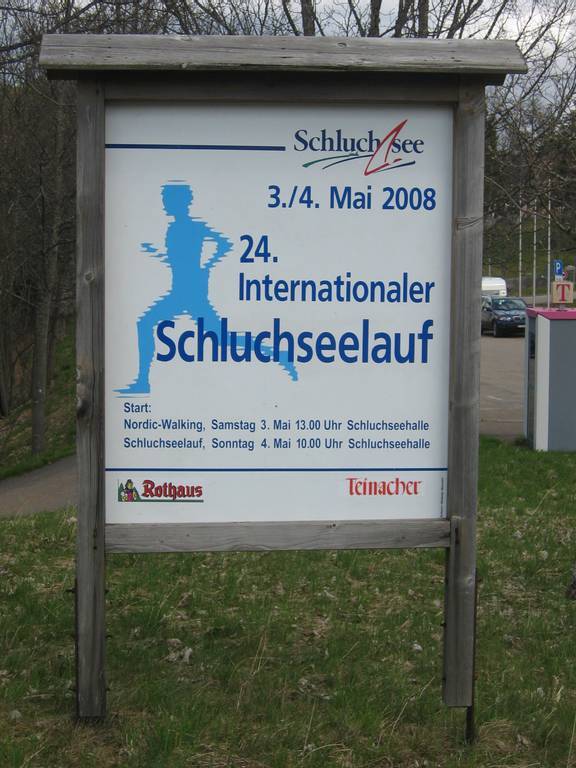 Schluchsee
3./4. Mai 2008
24.
Internationaler
Schluchseelauf
Start:
Nordic-Walking, Samstag 3. Mai 13.00 Uhr Schluchseehalle
Schluchseelauf, Sonntag 4. Mai 10.00 Uhr Schluchseehalle
Rothaus
Teinacher
P
T